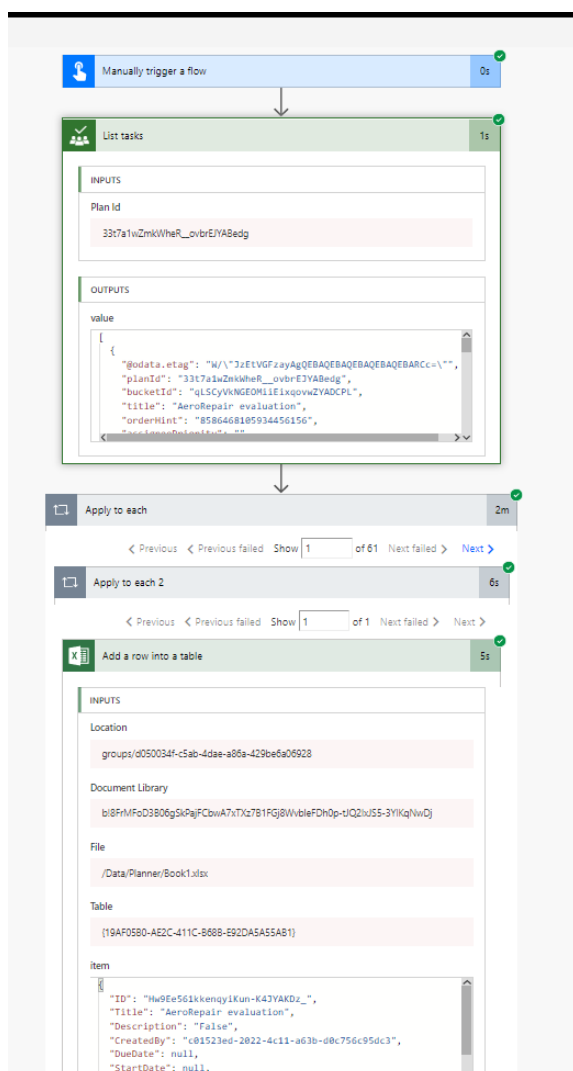 Manually trigger a flow 0s
List tasks 1s
INPUTS
Plan Id
33t7a1wZmkWheR__ovbrEJYABedg
OUTPUTS
value
[
{
"@odata.etag": "W/\"JzEtVGFzayAgQEBAQEBAQEBAQEBAQEBARCc=\"",
"planId": "33t7a1wZmkWheR__ovbrEJYABedg",
"bucketId": "qLSCyVkNGEOMiiEixqovwZYADCPL",
"title": "AeroRepair evaluation",
"orderHint": "8586468105934456156",
"assigneePriority": ""
Apply to each 2m
Previous Previous failed Show 1 of 61 Next failed Next
Apply to each 2 6s
Previous Previous failed Show 1 of 1 Next failed Next
Add a row into a table 5s
INPUTS
Location
groups/d050034f-c5ab-4dae-a86a-429be6a06928
Document Library
b!8FrMFoD3B06gSkPajFCbwA7xTXz7B1FGj8WvbleFDh0p-tJQ2lxJS5-3YlKqNwDj
File
/Data/Planner/Book1.xlsx
Table
{19AF05B0-AE2C-411C-B68B-E92DA5A55AB1}
item
{
"ID": "Hw9Ee561kkenqyiKun-K4JYAKDz_",
"Title": "AeroRepair evaluation",
"Description": "False",
"CreatedBy": "c01523ed-2022-4c11-a63b-d0c756c95dc3",
"DueDate": null,
"StartDate": null,